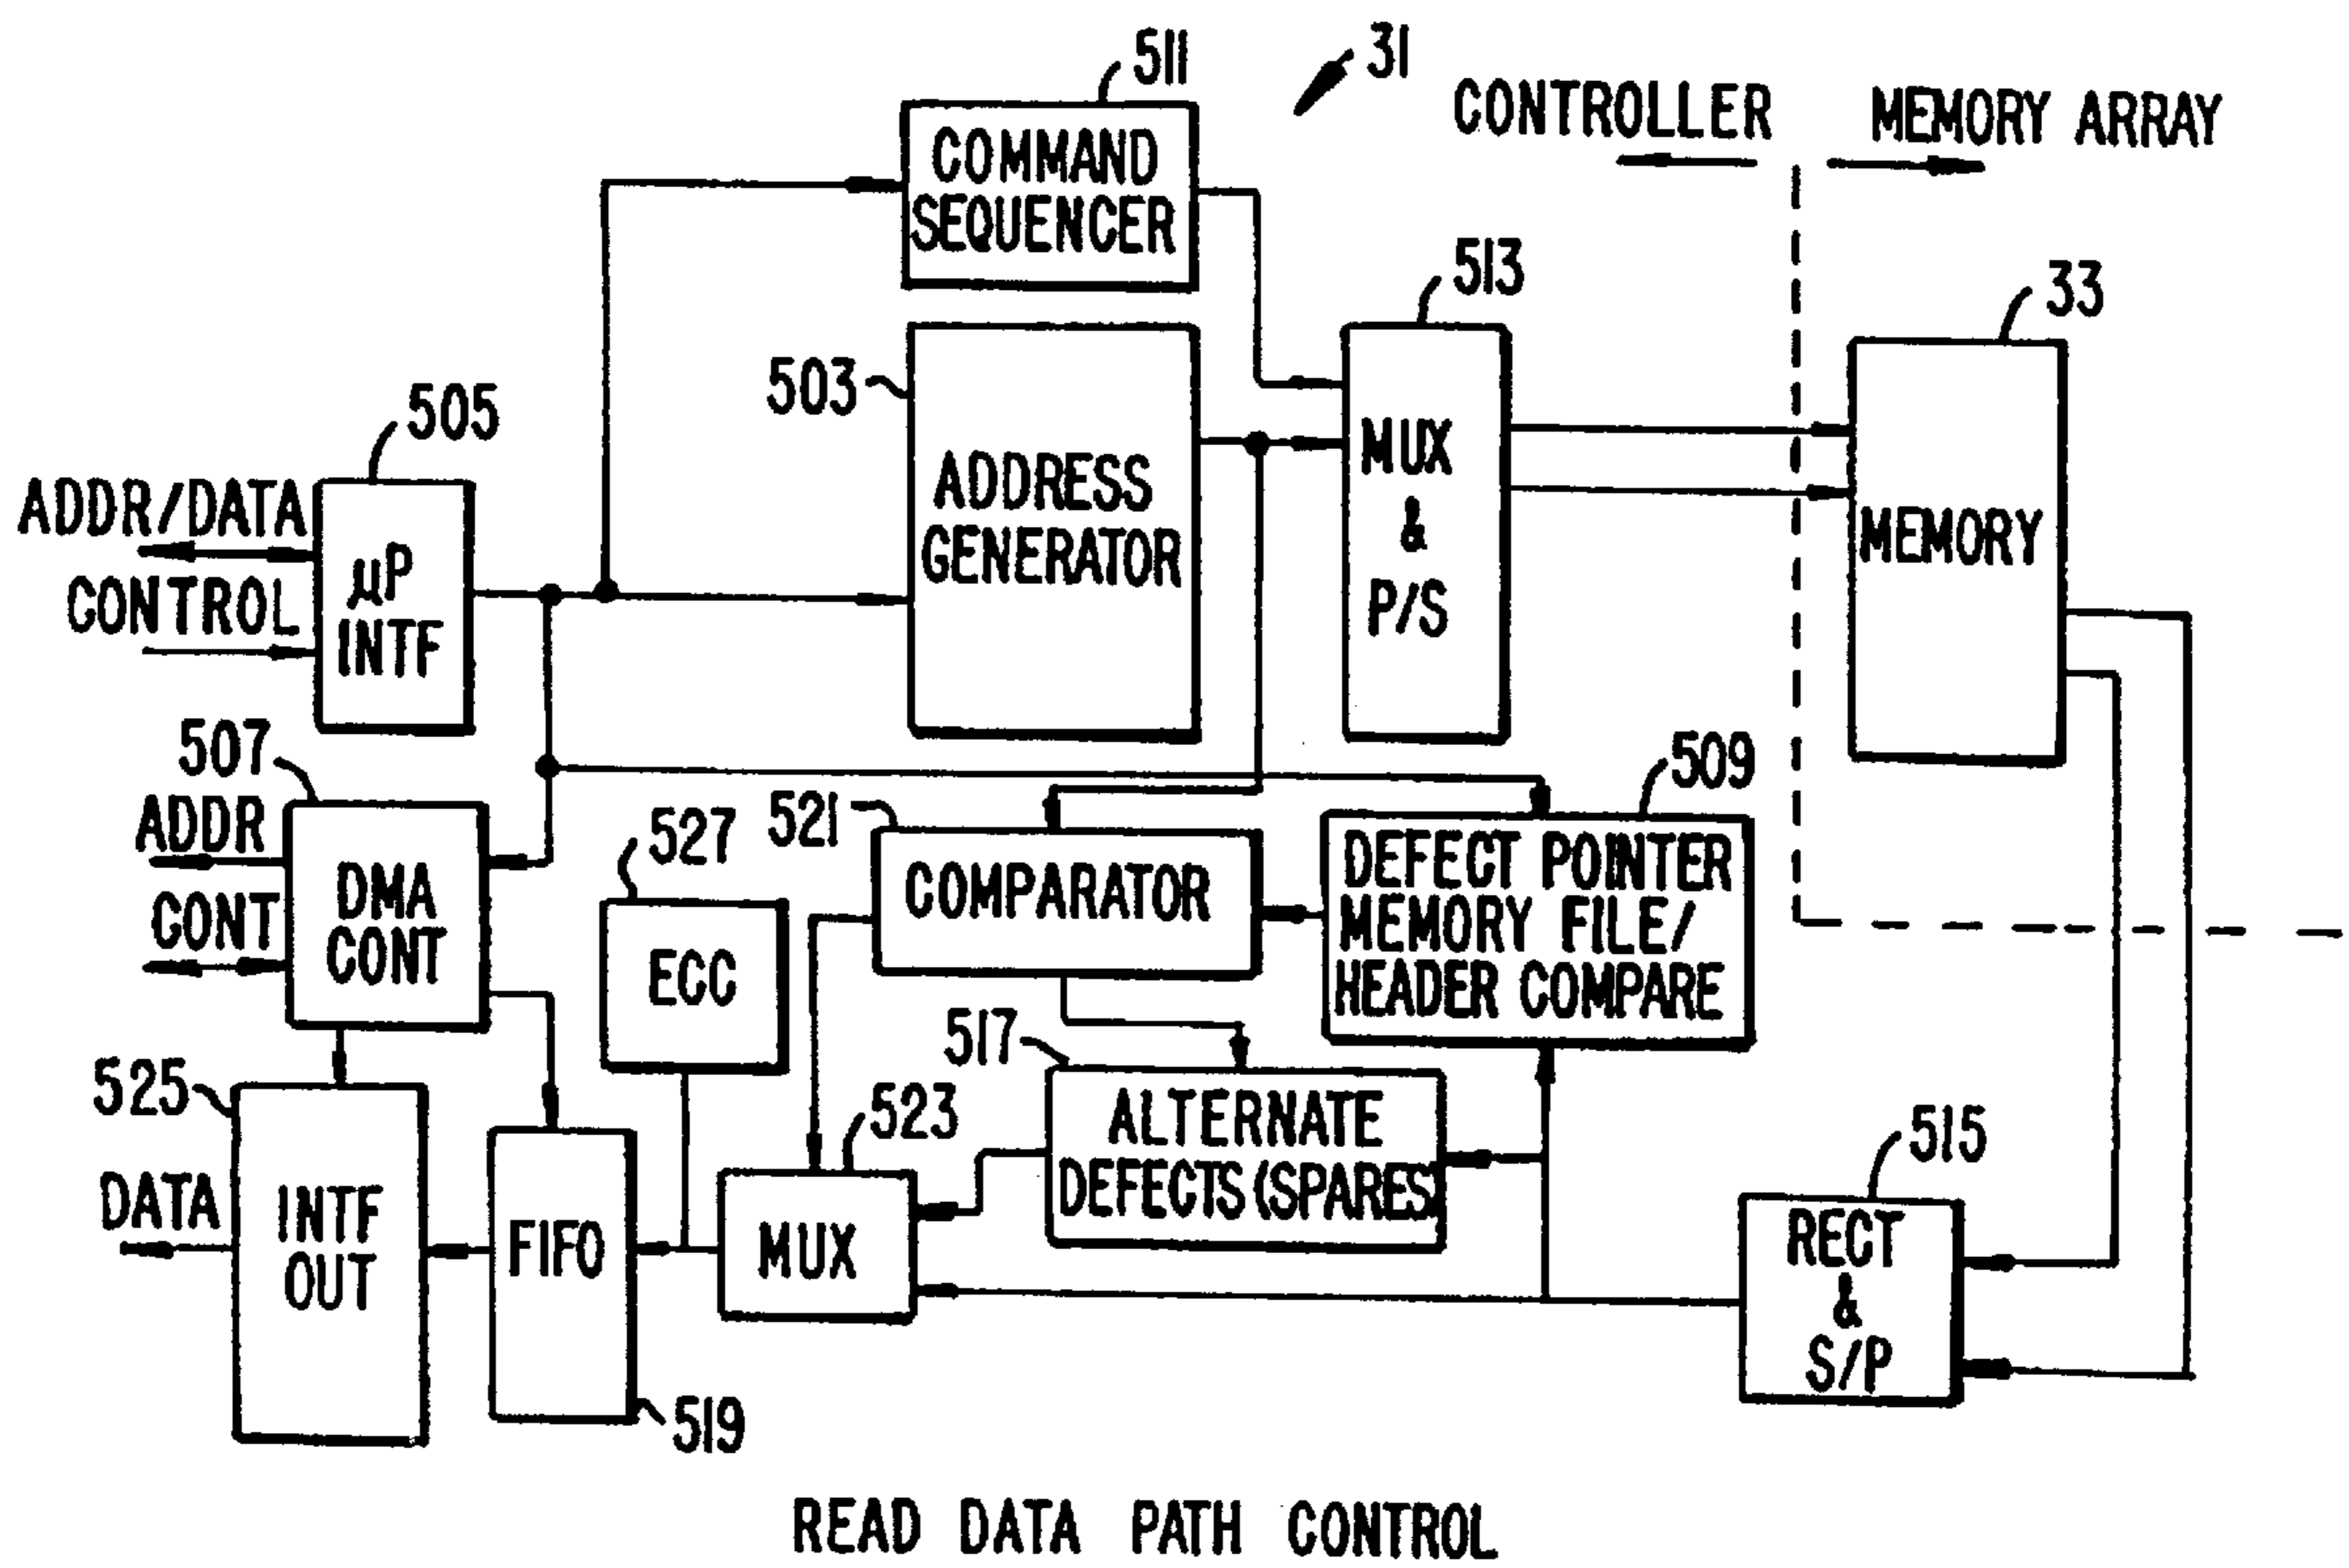 511
31
CONTROLLER
MEMORY ARRAY
COMMAND
SEQUENCER
513
33
503
505
ADDR/DATA
CONTROL
µP
INTF
ADDRESS
GENERATOR
MUX
&
P/S
MEMORY
507
ADDR
CONT
DMA
CONT
527
ECC
521
COMPARATOR
509
DEFECT POINTER
MEMORY FILE/
HEADER COMPARE
517
ALTERNATE
DEFECTS (SPARES)
525
DATA
INTF
OUT
FIFO
519
523
MUX
515
RECT
&
S/P
READ DATA PATH CONTROL